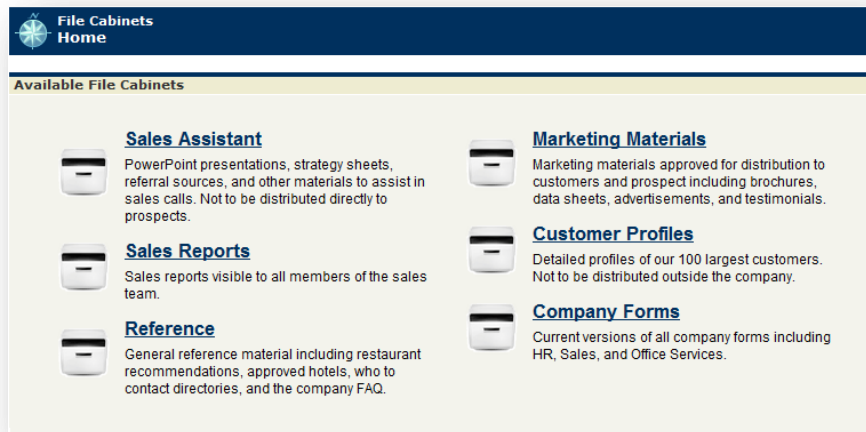 File Cabinets
Home
Available File Cabinets
Sales Assistant
PowerPoint presentations, strategy sheets,
referral sources, and other materials to assist in
sales calls. Not to be distributed directly to
prospects.
Sales Reports
Sales reports visible to all members of the sales
team.
Reference
General reference material including restaurant
recommendations, approved hotels, who to
contact directories, and the company FAQ.
Marketing Materials
Marketing materials approved for distribution to
customers and prospect including brochures,
data sheets, advertisements, and testimonials.
Customer Profiles
Detailed profiles of our 100 largest customers.
Not to be distributed outside the company.
Company Forms
Current versions of all company forms including
HR, Sales, and Office Services.